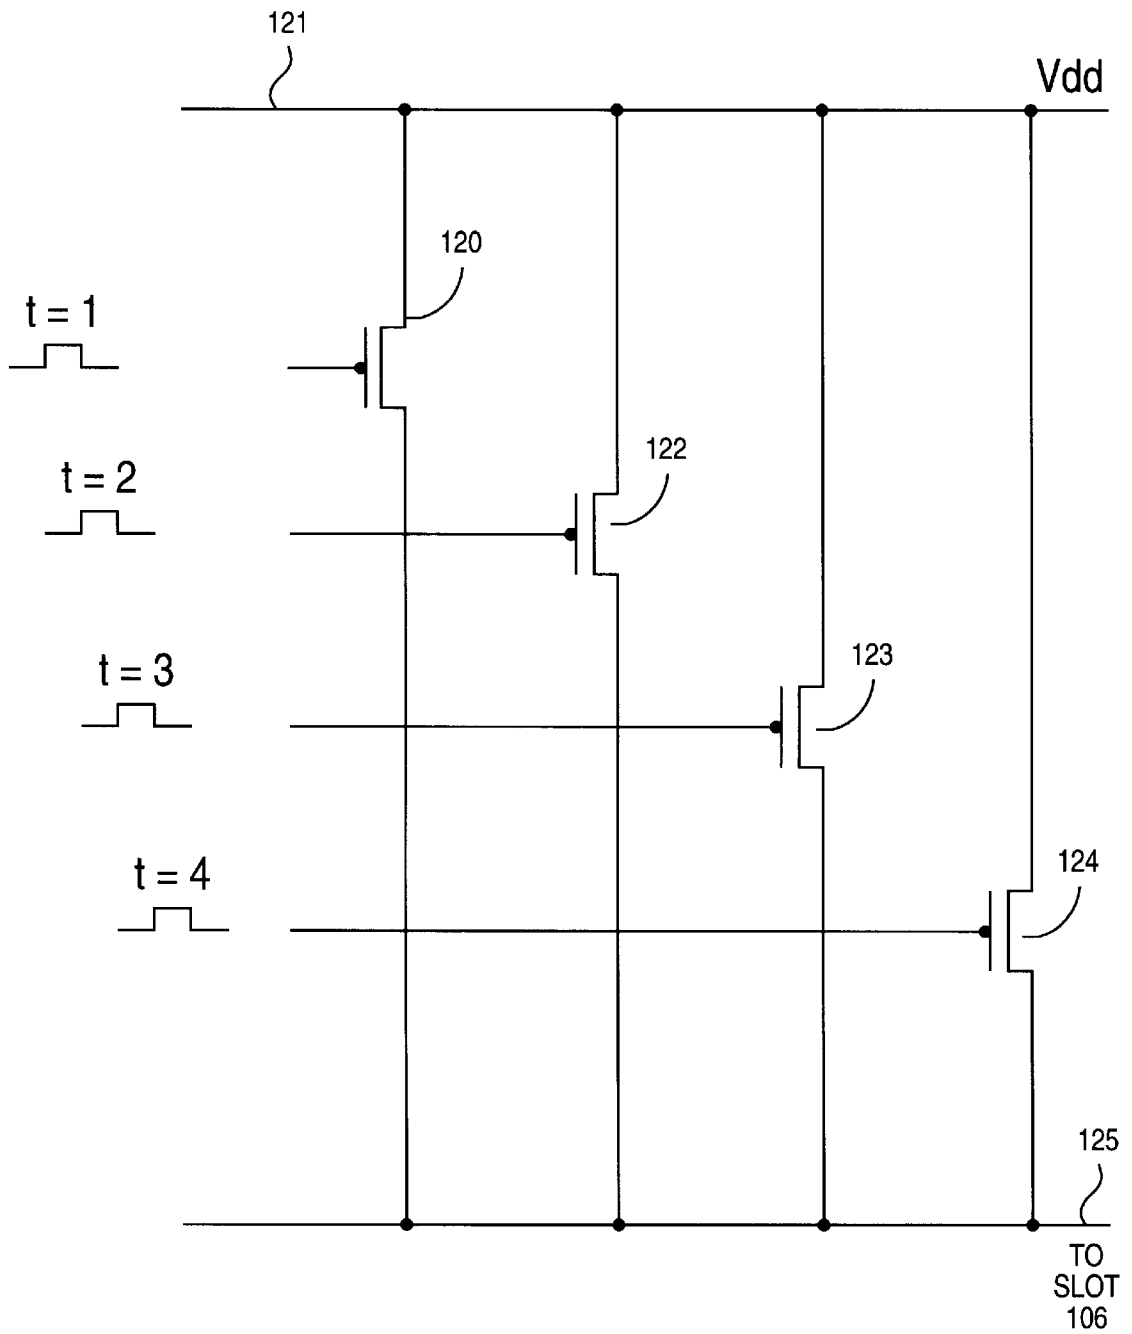 121
Vdd
120
t = 1
122
t = 2
123
t = 3
124
t = 4
125
TO
SLOT
106